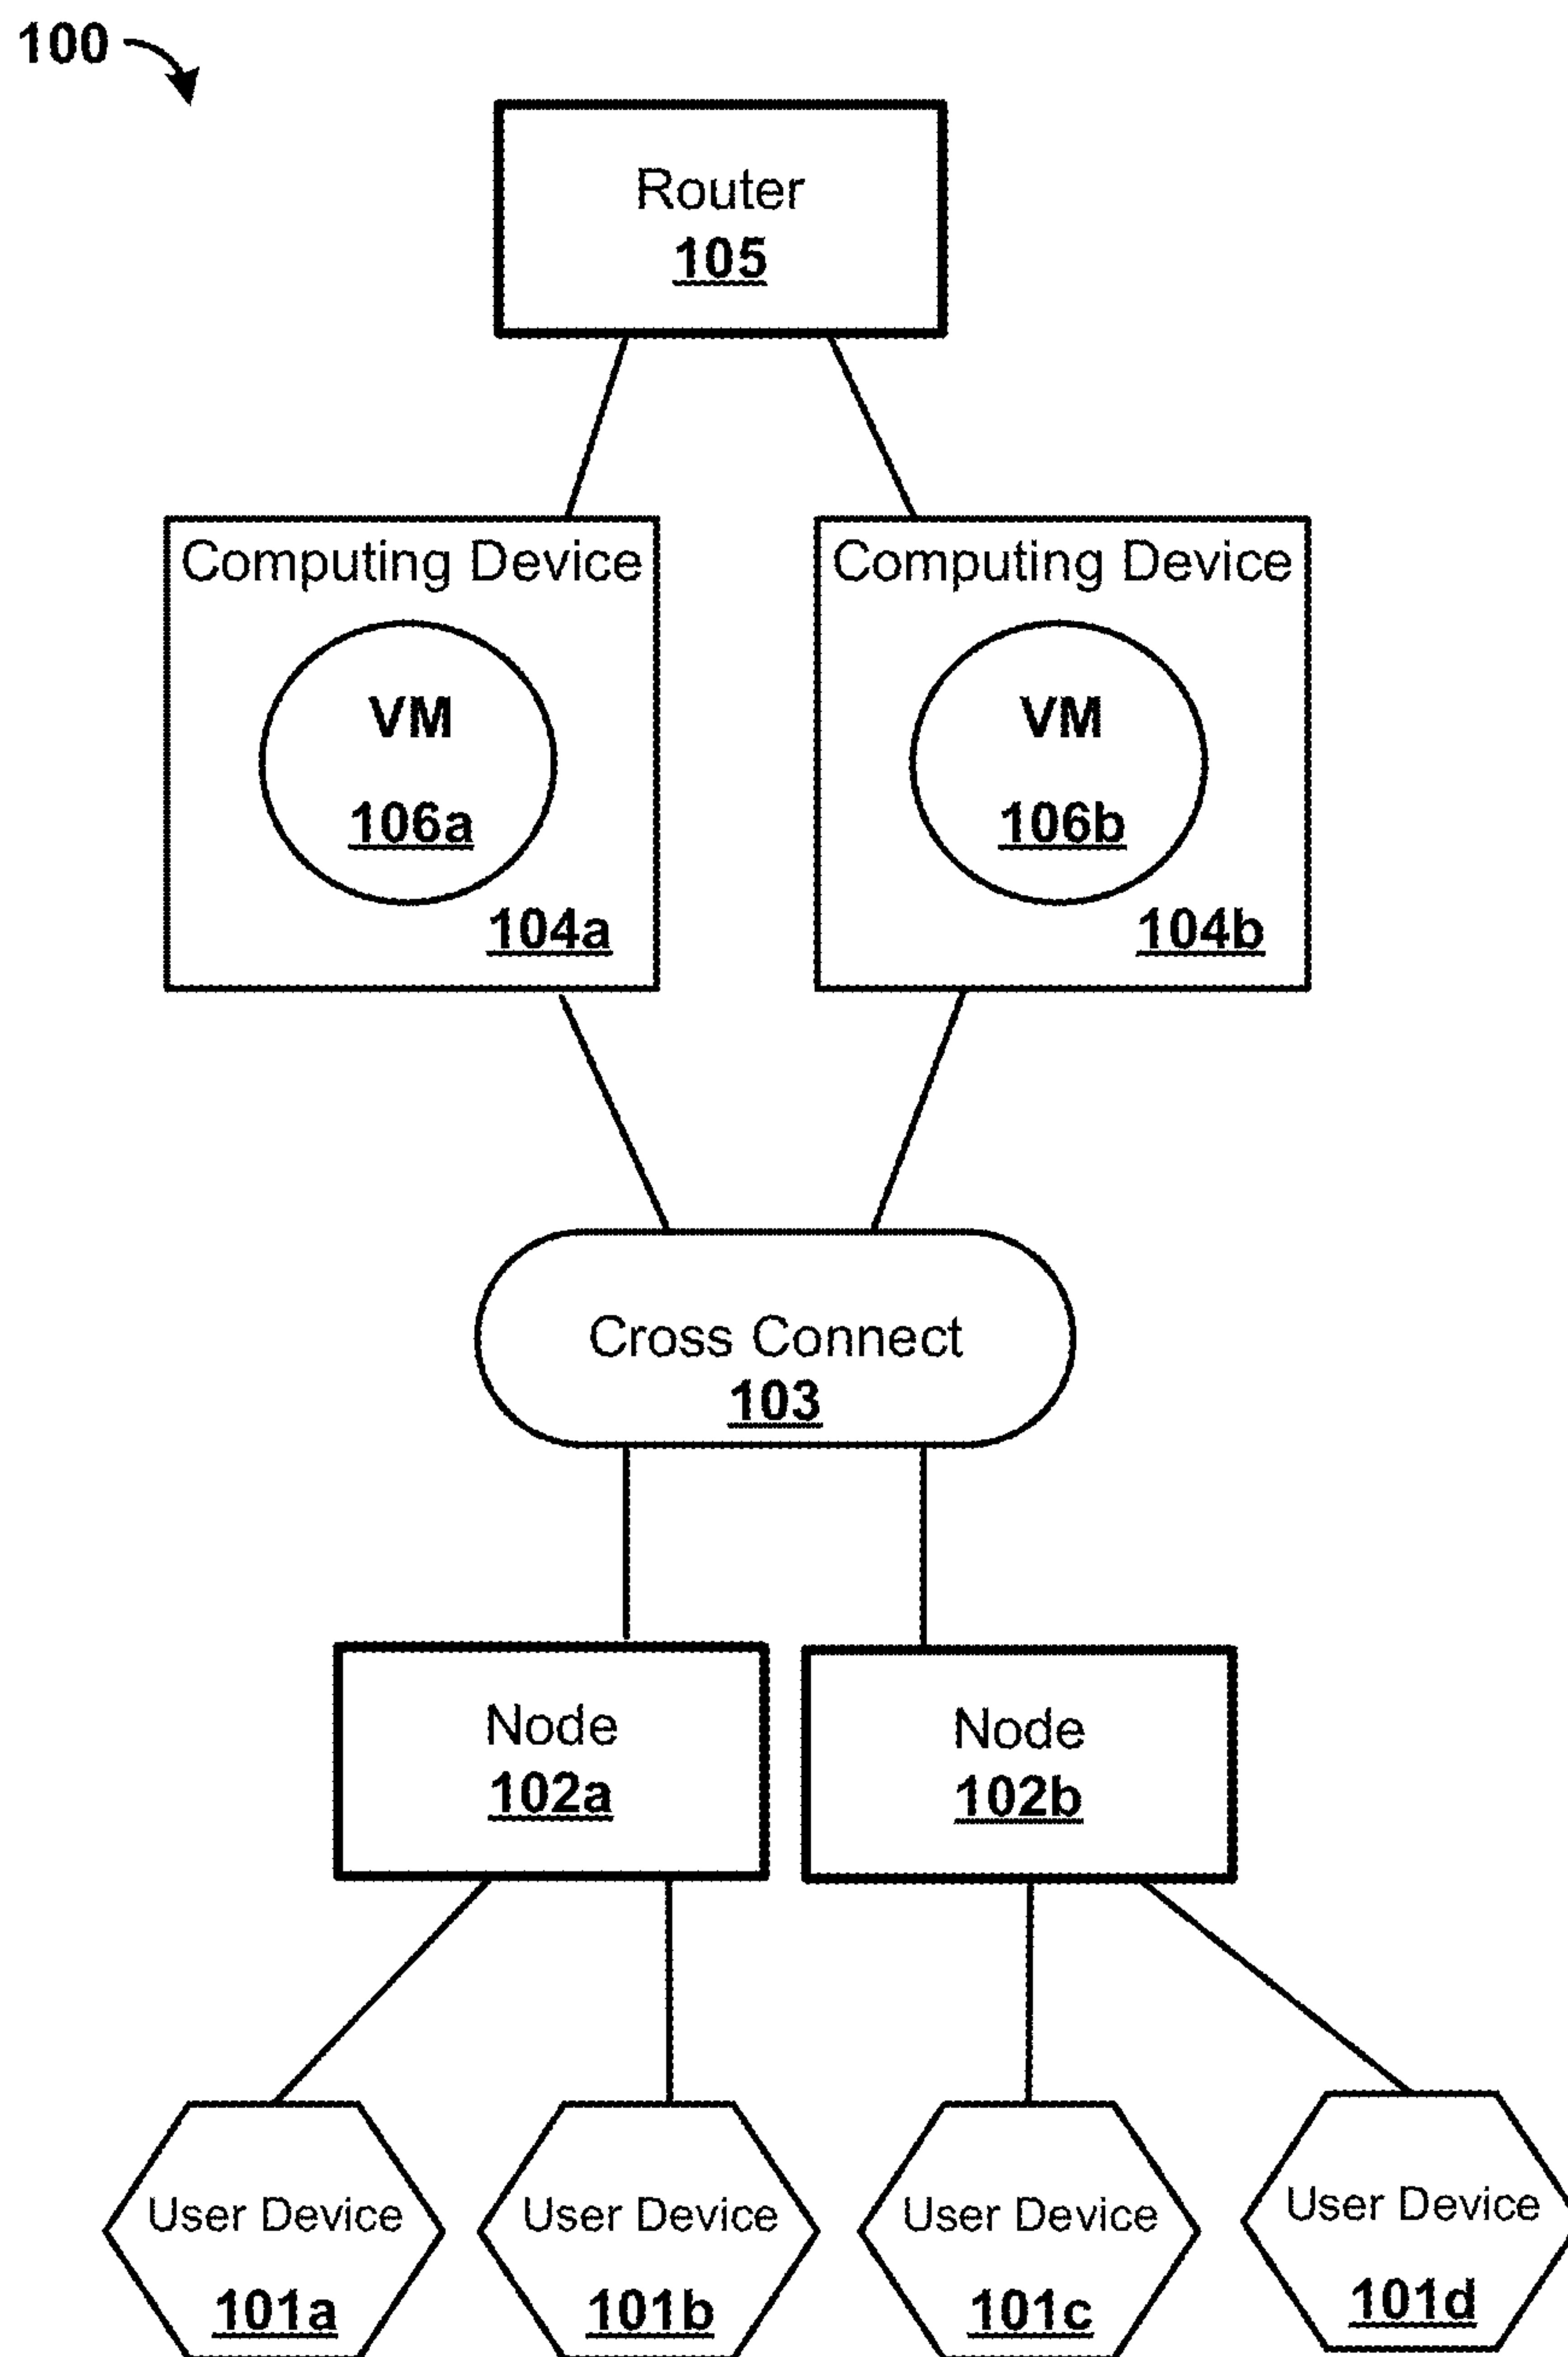 100
Router
105
Computing Device
VM
106a
104a
Computing Device
VM
106b
104b
Cross Connect
103
Node
102a
Node
102b
User Device
101a
User Device
101b
User Device
101c
User Device
101d